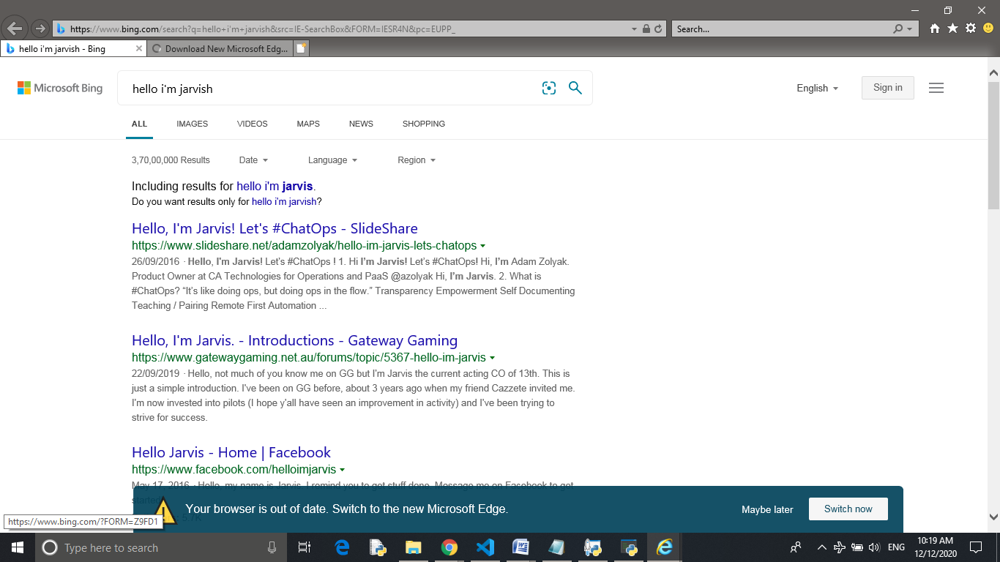 https://www.bing.com/search?q=hello+i'm+jarvish&src=IE-SearchBox&FORM=IESR4N&pc=EUPP_
Search...
hello i'm jarvish - Bing
Download New Microsoft Edg...
Microsoft Bing
hello i'm jarvish
English
Sign in
ALL IMAGES VIDEOS MAPS NEWS SHOPPING
3,70,00,000 Results Date Language Region
Including results for hello i'm jarvis.
Do you want results only for hello i'm jarvish?
Hello, I'm Jarvis! Let's #ChatOps - SlideShare
https://www.slideshare.net/adamzolyak/hello-im-jarvis-lets-chatops
26/09/2016 · Hello, I'm Jarvis! Let's #ChatOps ! 1. Hi I'm Jarvis! Let's #ChatOps! Hi, I'm Adam Zolyak.
Product Owner at CA Technologies for Operations and PaaS @azolyak Hi, I'm Jarvis. 2. What is
#ChatOps? “It's like doing ops, but doing ops in the flow.” Transparency Empowerment Self Documenting
Teaching / Pairing Remote First Automation ...
Hello, I'm Jarvis. - Introductions - Gateway Gaming
https://www.gatewaygaming.net.au/forums/topic/5367-hello-im-jarvis
22/09/2019 · Hello, not much of you know me on GG but I'm Jarvis the current acting CO of 13th. This is
just a simple introduction. I've been on GG before, about 3 years ago when my friend Cazzete invited me.
I'm now invested into pilots (I hope y'all have seen an improvement in activity) and I've been trying to
strive for success.
Hello Jarvis - Home | Facebook
https://www.facebook.com/helloimjarvis
May 17, 2016 · Hello, my name is Jarvis. I remind you to get stuff done. Message me on Facebook to get
started
Your browser is out of date. Switch to the new Microsoft Edge.
Maybe later
Switch now
5.7K
https://www.bing.com/?FORM=Z9FD1
Type here to search
ENG
10:19 AM
12/12/2020